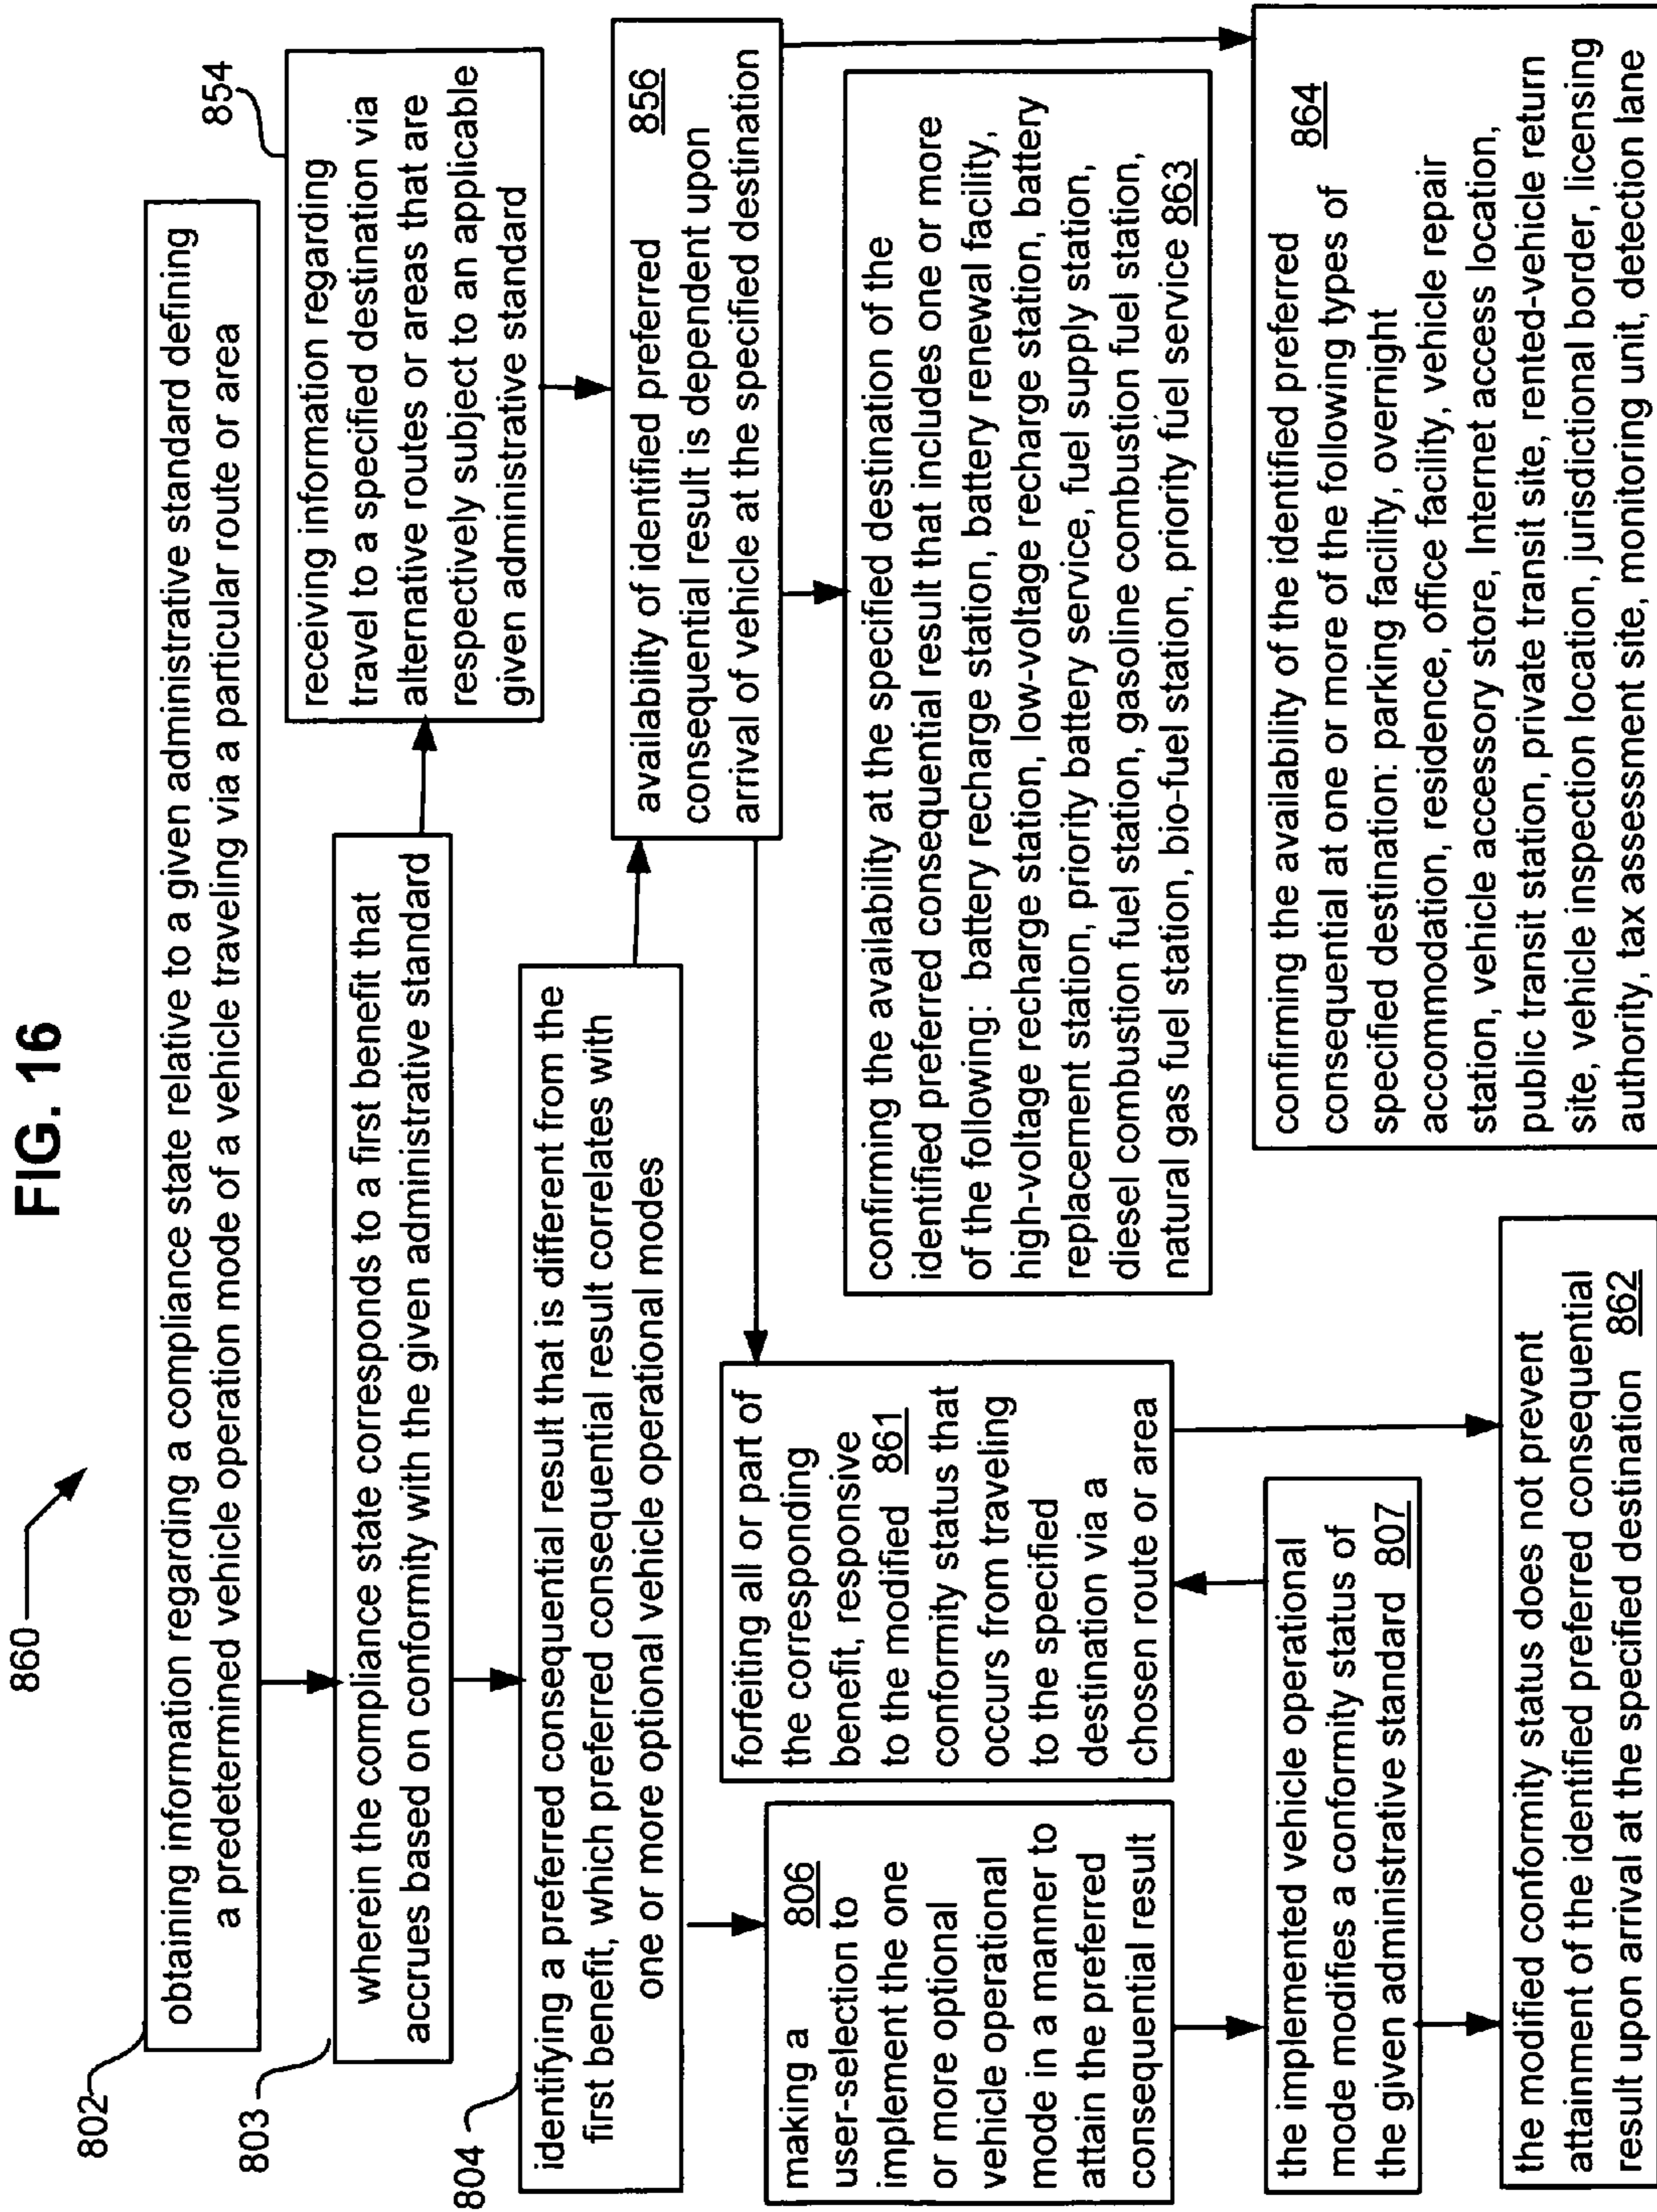 FIG. 16
860
802
obtaining information regarding a compliance state relative to a given administrative standard defining
a predetermined vehicle operation mode of a vehicle traveling via a particular route or area
803
wherein the compliance state corresponds to a first benefit that
accrues based on conformity with the given administrative standard
854
receiving information regarding
travel to a specified destination via
alternative routes or areas that are
respectively subject to an applicable
given administrative standard
804
identifying a preferred consequential result that is different from the
first benefit, which preferred consequential result correlates with
one or more optional vehicle operational modes
availability of identified preferred 856
consequential result is dependent upon
arrival of vehicle at the specified destination
making a 806
user-selection to
implement the one
or more optional
vehicle operational
mode in a manner to
attain the preferred
consequential result
forfeiting all or part of
the corresponding
benefit, responsive
to the modified 861
conformity status that
occurs from traveling
to the specified
destination via a
chosen route or area
confirming the availability at the specified destination of the
identified preferred consequential result that includes one or more
of the following: battery recharge station, battery renewal facility,
high-voltage recharge station, low-voltage recharge station, battery
replacement station, priority battery service, fuel supply station,
diesel combustion fuel station, gasoline combustion fuel station,
natural gas fuel station, bio-fuel station, priority fuel service 863
the implemented vehicle operational
mode modifies a conformity status of
the given administrative standard 807
the modified conformity status does not prevent
attainment of the identified preferred consequential
result upon arrival at the specified destination 862
confirming the availability of the identified preferred
consequential at one or more of the following types of 864
specified destination: parking facility, overnight
accommodation, residence, office facility, vehicle repair
station, vehicle accessory store, Internet access location,
public transit station, private transit site, rented-vehicle return
site, vehicle inspection location, jurisdictional border, licensing
authority, tax assessment site, monitoring unit, detection lane